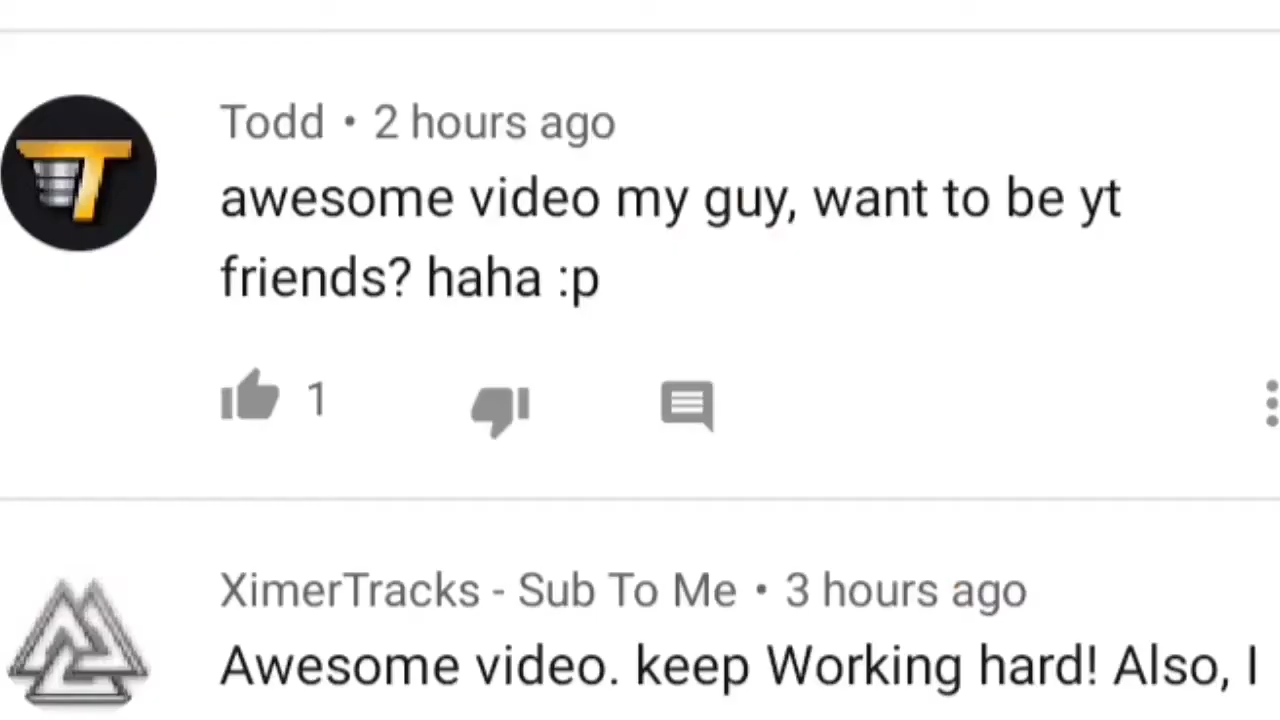 Todd • 2 hours ago
awesome video my guy, want to be yt
friends? haha :p
1
XimerTracks - Sub To Me • 3 hours ago
Awesome video. keep Working hard! Also, I